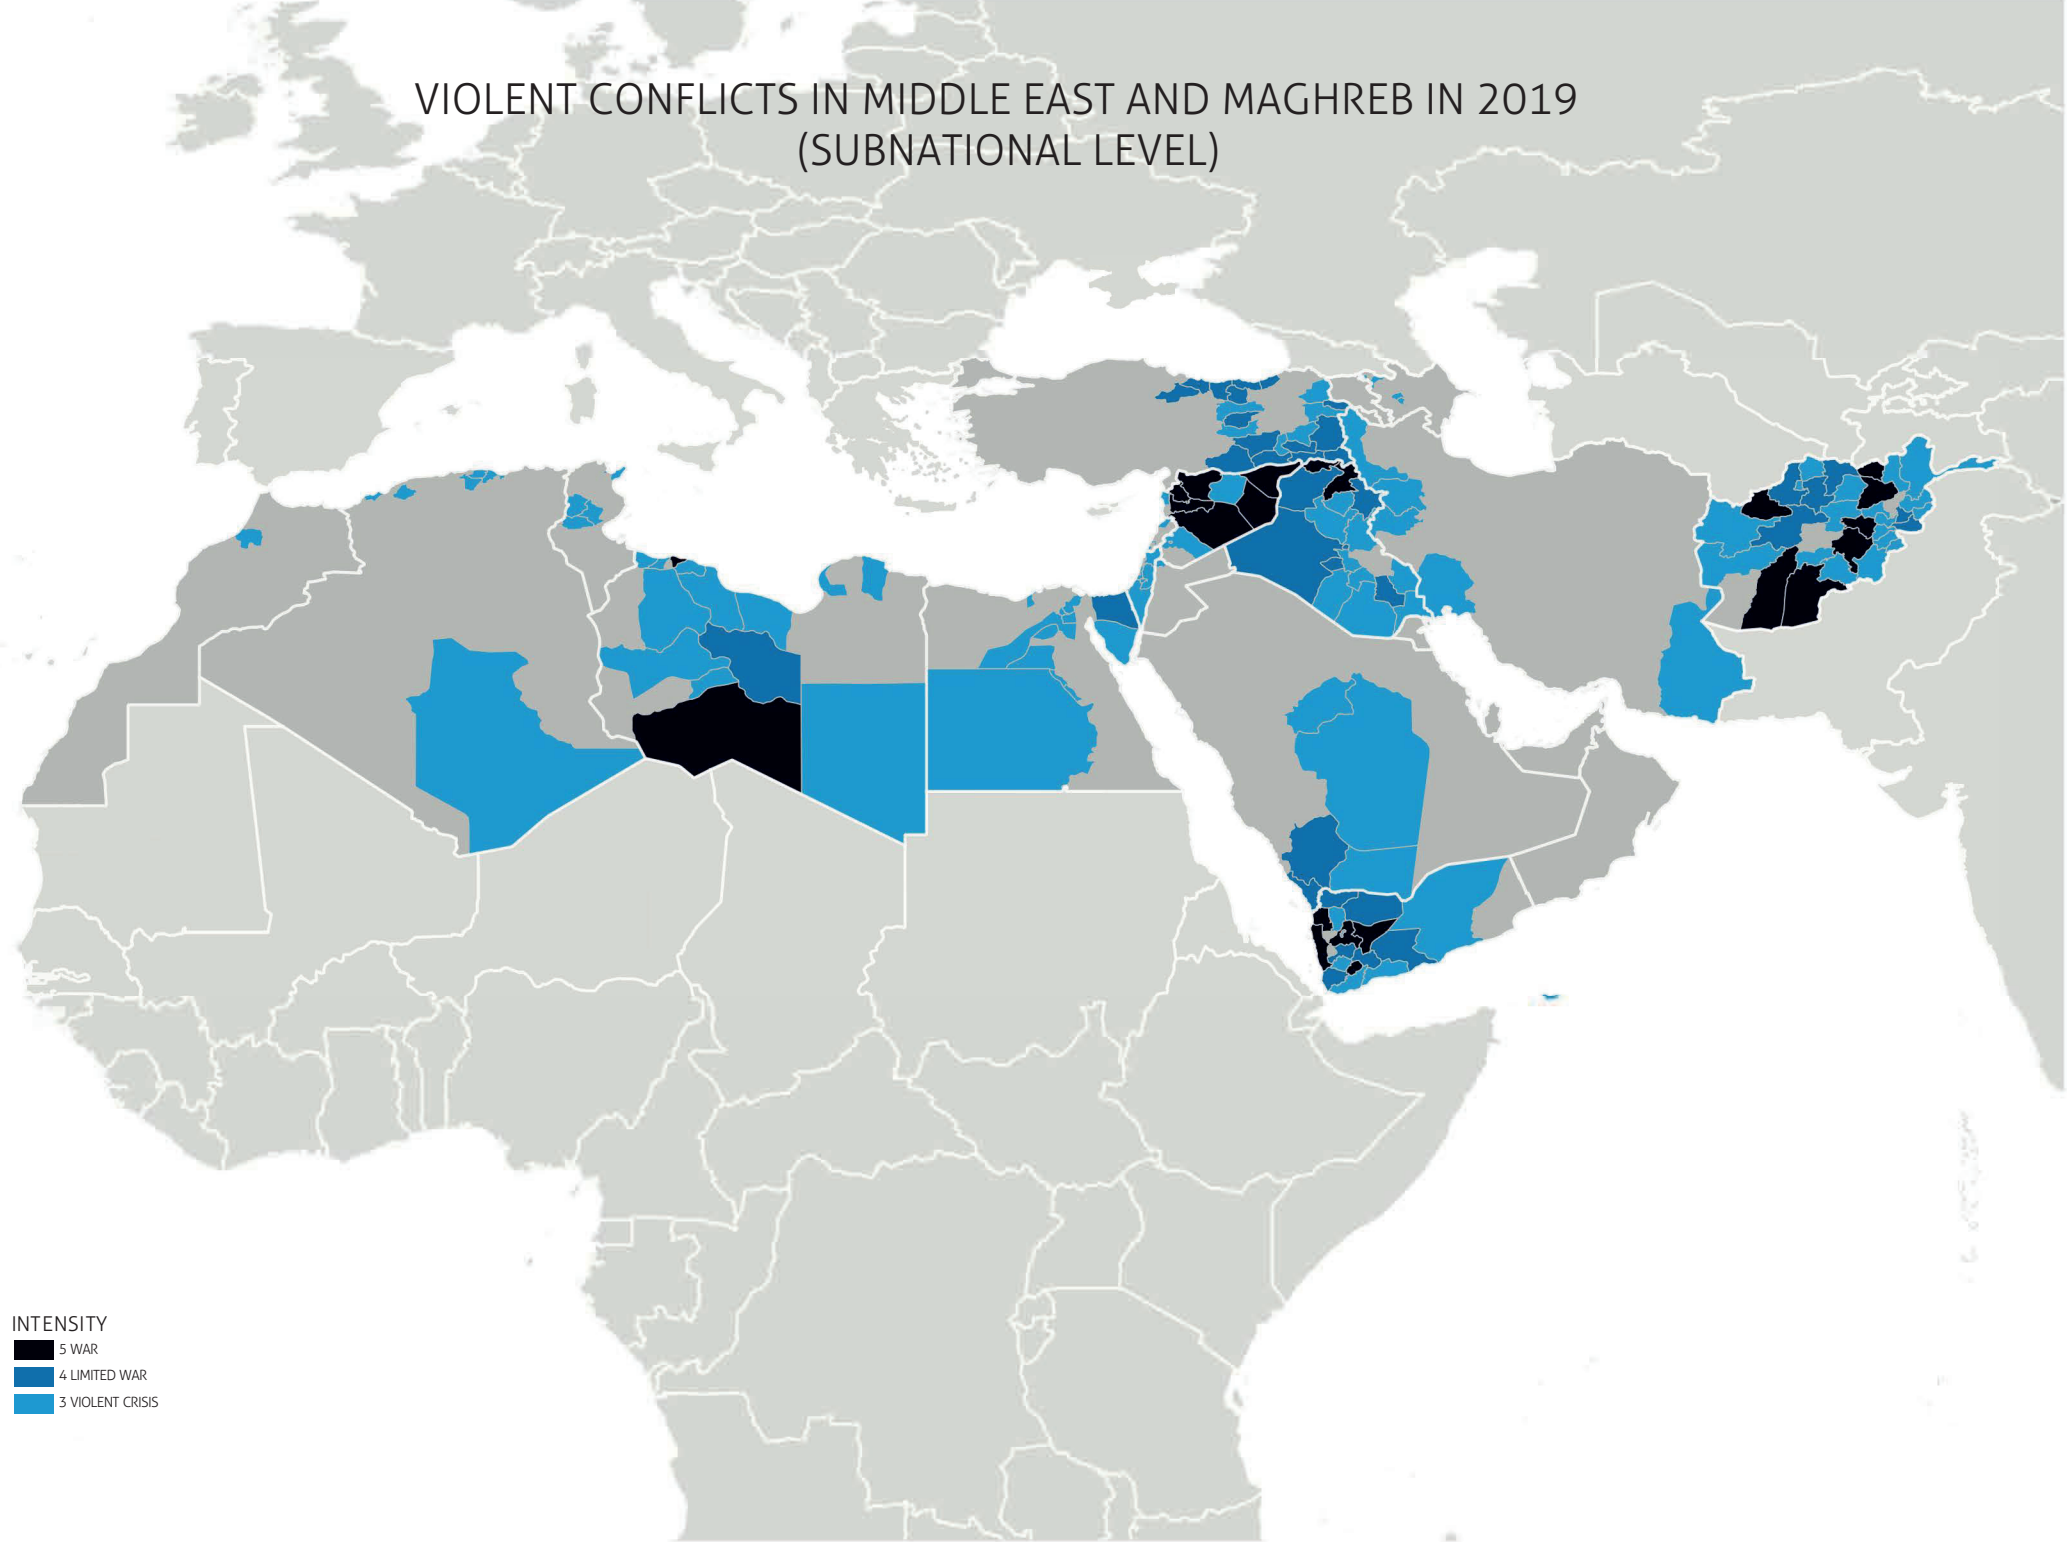 VIOLENT CONFLICTS IN MIDDLE EAST AND MAGHREB IN 2019
(SUBNATIONAL LEVEL)
INTENSITY
5 WAR
4 LIMITED WAR
3 VIOLENT CRISIS